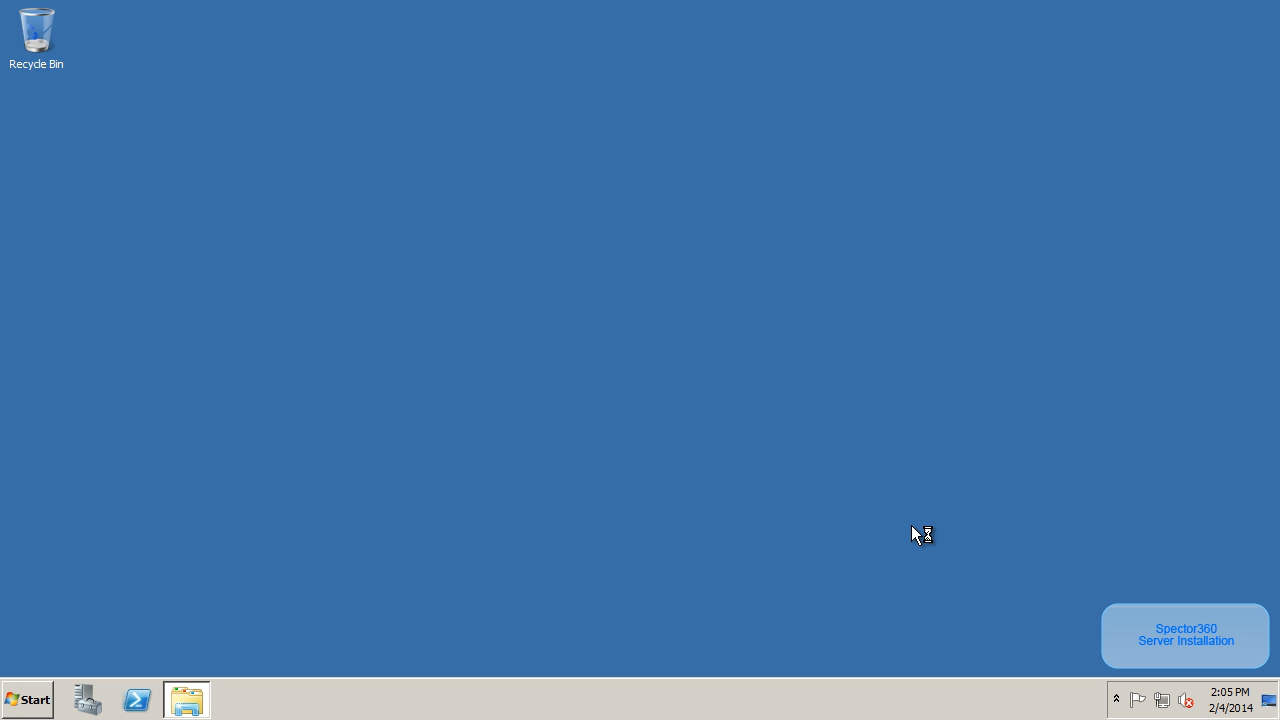 Recycle Bin
Spector360
Server Installation
Start
2:05 PM
2/4/2014